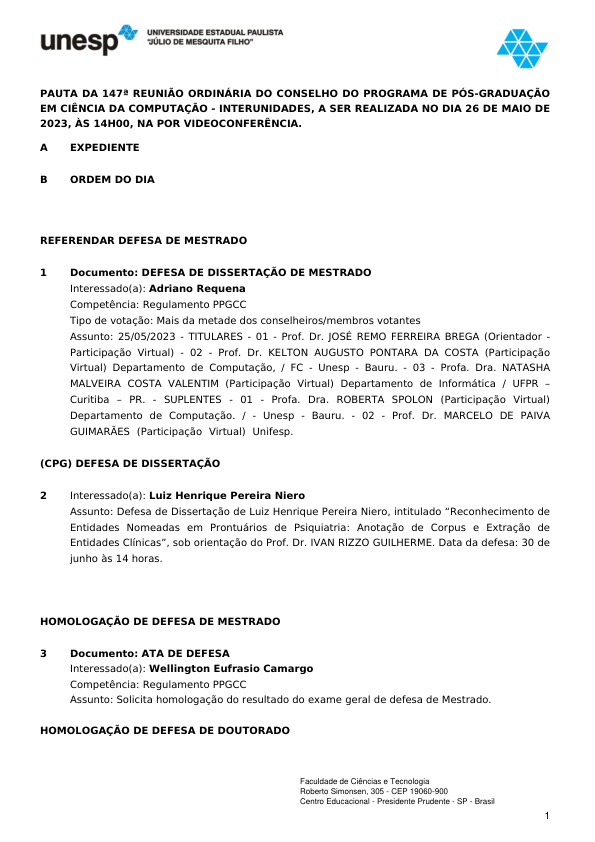 unesp
UNIVERSIDADE ESTADUAL PAULISTA
"JÚLIO DE MESQUITA FILHO"
PAUTA DA 147ª REUNIÃO ORDINÁRIA DO CONSELHO DO PROGRAMA DE PÓS-GRADUAÇÃO
EM CIÊNCIA DA COMPUTAÇÃO - INTERUNIDADES, A SER REALIZADA NO DIA 26 DE MAIO DE
2023, ÀS 14H00, NA POR VIDEOCONFERÊNCIA.
A EXPEDIENTE
B ORDEM DO DIA
REFERENDAR DEFESA DE MESTRADO
1 Documento: DEFESA DE DISSERTAÇÃO DE MESTRADO
Interessado(a): Adriano Requena
Competência: Regulamento PPGCC
Tipo de votação: Mais da metade dos conselheiros/membros votantes
Assunto: 25/05/2023 - TITULARES - 01 - Prof. Dr. JOSÉ REMO FERREIRA BREGA (Orientador -
Participação Virtual) - 02 - Prof. Dr. KELTON AUGUSTO PONTARA DA COSTA (Participação
Virtual) Departamento de Computação, / FC - Unesp - Bauru. - 03 - Profa. Dra. NATASHA
MALVEIRA COSTA VALENTIM (Participação Virtual) Departamento de Informática / UFPR –
Curitiba – PR. - SUPLENTES - 01 - Profa. Dra. ROBERTA SPOLON (Participação Virtual)
Departamento de Computação. / - Unesp - Bauru. - 02 - Prof. Dr. MARCELO DE PAIVA
GUIMARÃES (Participação Virtual) Unifesp.
(CPG) DEFESA DE DISSERTAÇÃO
2 Interessado(a): Luiz Henrique Pereira Niero
Assunto: Defesa de Dissertação de Luiz Henrique Pereira Niero, intitulado “Reconhecimento de
Entidades Nomeadas em Prontuários de Psiquiatria: Anotação de Corpus e Extração de
Entidades Clínicas”, sob orientação do Prof. Dr. IVAN RIZZO GUILHERME. Data da defesa: 30 de
junho às 14 horas.
HOMOLOGAÇÃO DE DEFESA DE MESTRADO
3 Documento: ATA DE DEFESA
Interessado(a): Wellington Eufrasio Camargo
Competência: Regulamento PPGCC
Assunto: Solicita homologação do resultado do exame geral de defesa de Mestrado.
HOMOLOGAÇÃO DE DEFESA DE DOUTORADO
Faculdade de Ciências e Tecnologia
Roberto Simonsen, 305 - CEP 19060-900
Centro Educacional - Presidente Prudente - SP - Brasil
1